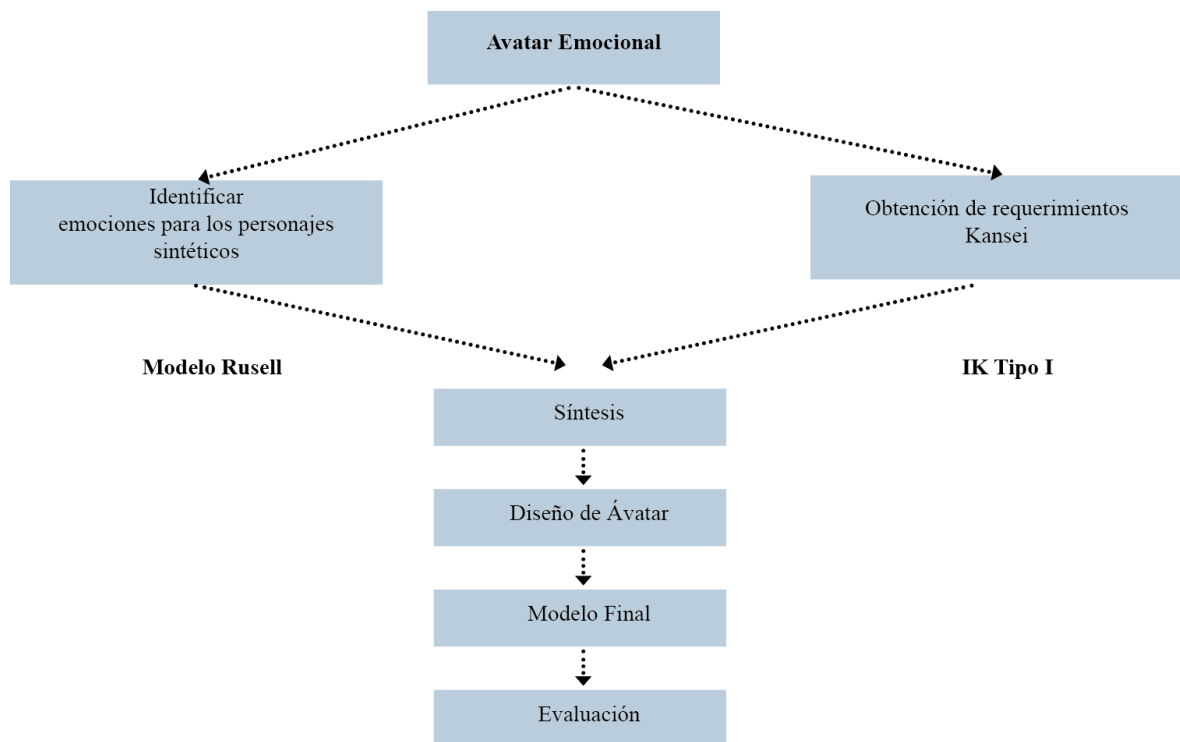 Avatar Emocional
Identificar
emociones para los personajes
sintéticos
Obtención de requerimientos
Kansei
Modelo Rusell
IK Tipo I
Síntesis
Diseño de Ávatar
Modelo Final
Evaluación